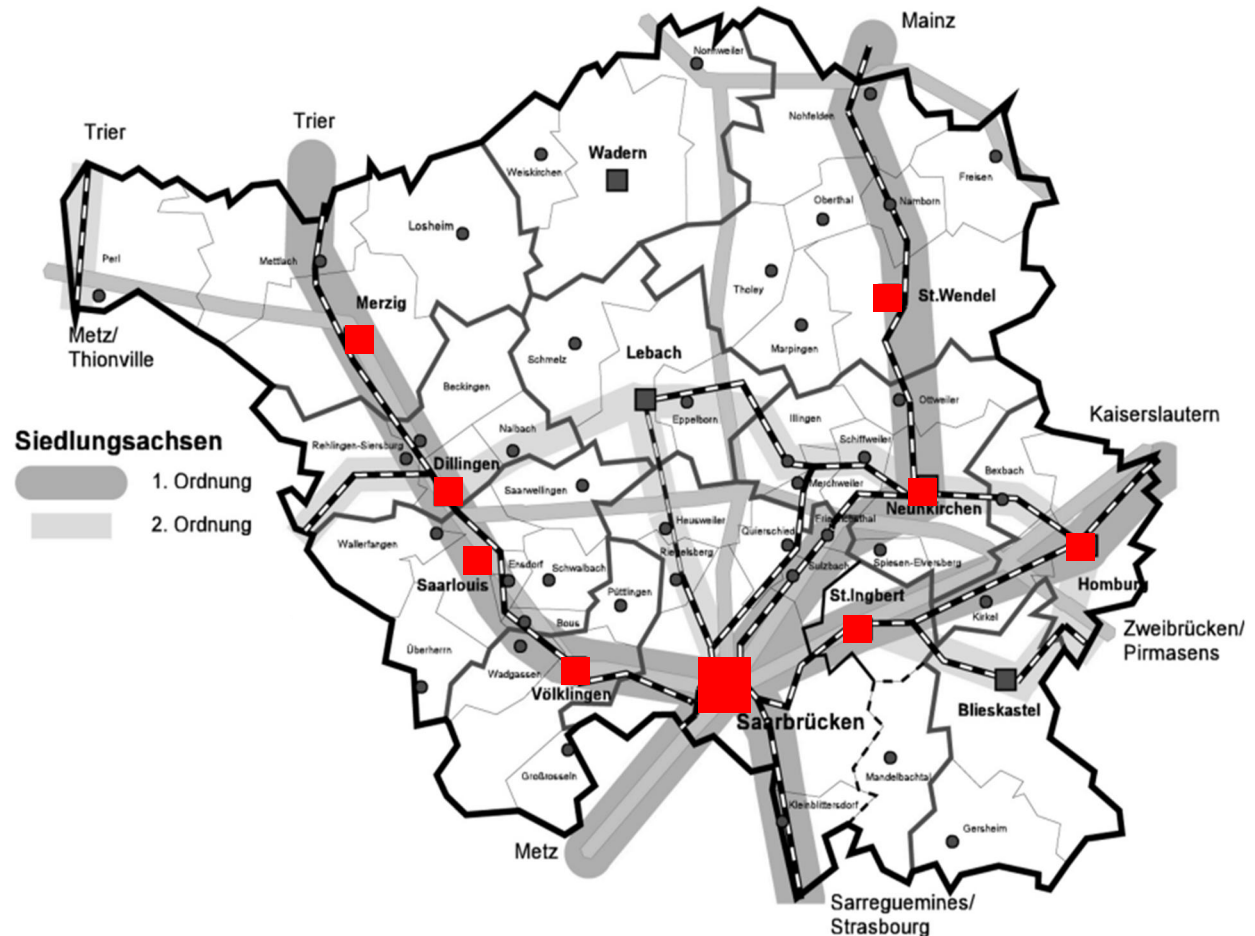 Mainz
Nonnweiler
Trier
Trier
Nohfelden
Wadern
Weiskirchen
Freisen
Oberthal
Namborn
Losheim
Perl
Mettlach
Tholey
St.Wendel
Merzig
Metz/
Thionville
Schmelz
Lebach
Marpingen
Beckingen
Ottweiler
Eppelborn
Illingen
Kaiserslautern
Siedlungsachsen
Nalbach
Rehlingen-Siersburg
Schiffweiler
Dillingen
Bexbach
1. Ordnung
Saarwellingen
Merchweiler
Neunkirchen
2. Ordnung
Heusweiler
Quierschied
Friedrichsthal
Wallerfangen
Riegelsberg
Saarlouis
Ensdorf
Schwalbach
Sulzbach
Spiesen-Elversberg
Homburg
Püttlingen
St.Ingbert
Kirkel
Bous
Zweibrücken/
Pirmasens
Überherrn
Wadgassen
Völklingen
Blieskastel
Saarbrücken
Großrosseln
Mandelbachtal
Kleinblittersdorf
Gersheim
Metz
Sarreguemines/
Strasbourg